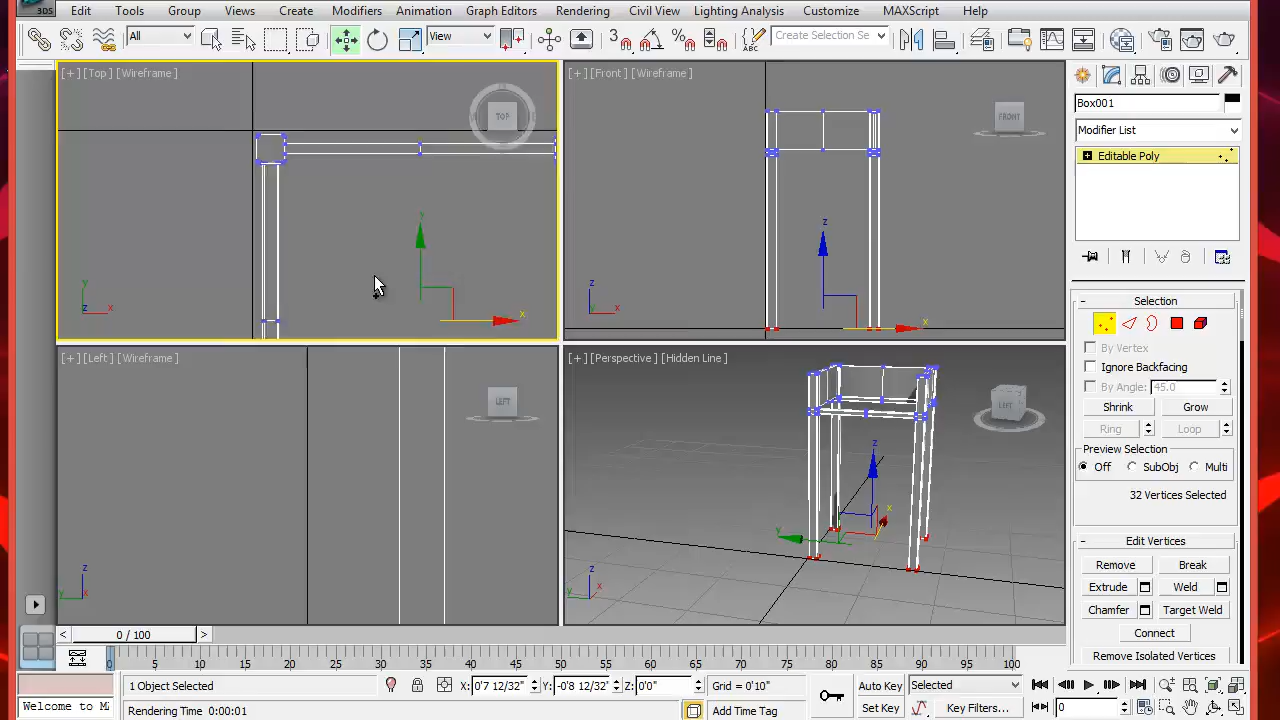 3DS
Tools Group Views Create Modifiers Animation Graph Editors Rendering Civil View Lighting Analysis Customize MAXScript Help
All View 3 Create Selection Se
[+] [Top] [Wireframe]
TOP
[+] [Front] [Wireframe]
FRONT
[+] [Left] [Wireframe]
LEFT
[+] [Perspective] [Hidden Line]
LEFT
Box001
Modifier List
Editable Poly
Selection
By Vertex
Ignore Backfacing
By Angle: 45.0
Shrink Grow
Ring Loop
Preview Selection
Off SubObj Multi
32 Vertices Selected
Edit Vertices
Remove Break
Extrude Weld
Chamfer Target Weld
Connect
Remove Isolated Vertices
< 0 / 100 >
0 5 10 15 20 25 30 35 40 45 50 55 60 65 70 75 80 85 90 95 100
1 Object Selected X: 0'7 12/32" Y: -0'8 12/32" Z: 0'0" Grid = 0'10" Auto Key Selected
Welcome to MA Rendering Time 0:00:01 Add Time Tag Set Key Key Filters... 0